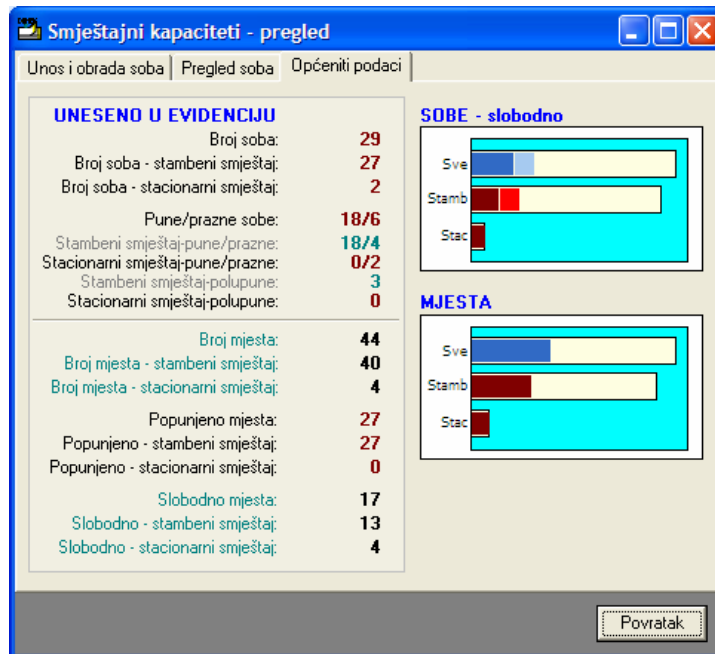 Smještajni kapaciteti - pregled
Unos i obrada soba Pregled soba Općeniti podaci
UNESENO U EVIDENCIJU
Broj soba: 29
Broj soba - stambeni smještaj: 27
Broj soba - stacionarni smještaj: 2
Pune/prazne sobe: 18/6
Stambeni smještaj-pune/prazne: 18/4
Stacionarni smještaj-pune/prazne: 0/2
Stambeni smještaj-polupune: 3
Stacionarni smještaj-polupune: 0
Broj mjesta: 44
Broj mjesta - stambeni smještaj: 40
Broj mjesta - stacionarni smještaj: 4
Popunjeno mjesta: 27
Popunjeno - stambeni smještaj: 27
Popunjeno - stacionarni smještaj: 0
Slobodno mjesta: 17
Slobodno - stambeni smještaj: 13
Slobodno - stacionarni smještaj: 4
SOBE - slobodno
Sve
Stamb
Stac
MJESTA
Sve
Stamb
Stac
Povratak